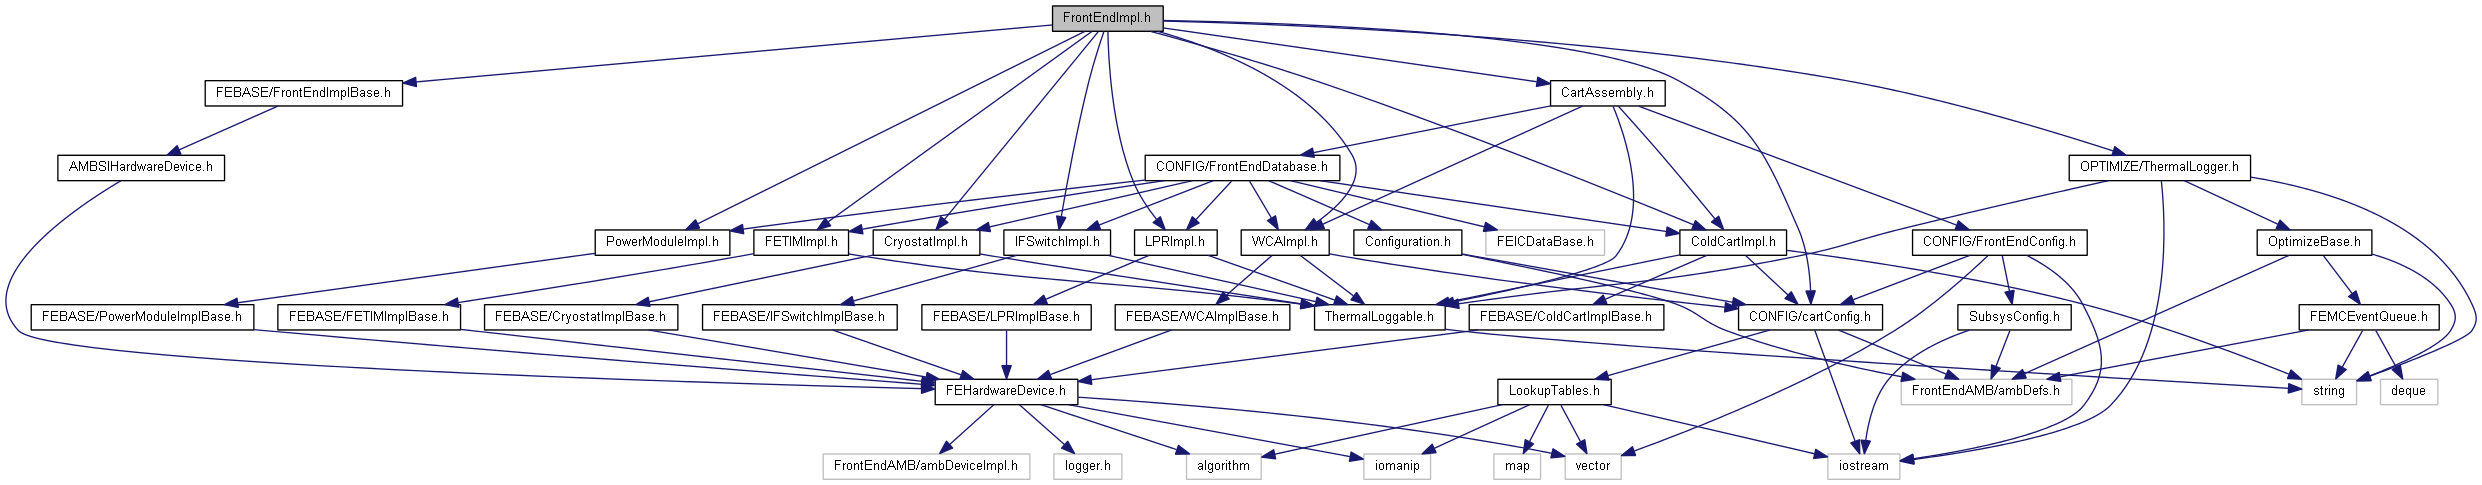 FrontEndImpl.h
FEBASE/FrontEndImplBase.h
CartAssembly.h
AMBSIHardwareDevice.h
CONFIG/FrontEndDatabase.h
OPTIMIZE/ThermalLogger.h
PowerModuleImpl.h
FETIMImpl.h
CryostatImpl.h
IFSwitchImpl.h
LPRImpl.h
WCAImpl.h
Configuration.h
FEICDataBase.h
ColdCartImpl.h
CONFIG/FrontEndConfig.h
OptimizeBase.h
FEBASE/PowerModuleImplBase.h
FEBASE/FETIMImplBase.h
FEBASE/CryostatImplBase.h
FEBASE/IFSwitchImplBase.h
FEBASE/LPRImplBase.h
FEBASE/WCAImplBase.h
ThermalLoggable.h
FEBASE/ColdCartImplBase.h
CONFIG/cartConfig.h
SubsysConfig.h
FEMCEventQueue.h
FEHardwareDevice.h
LookupTables.h
FrontEndAMB/ambDefs.h
string
deque
FrontEndAMB/ambDeviceImpl.h
logger.h
algorithm
iomanip
map
vector
iostream